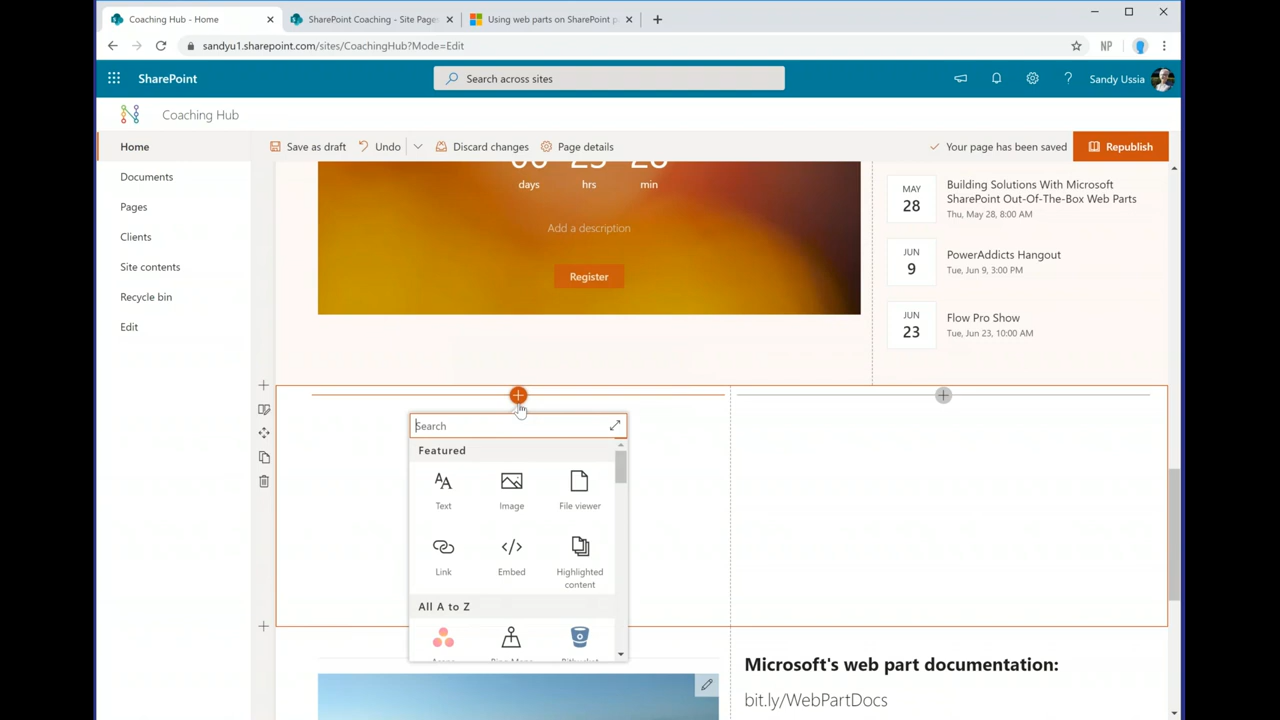 Coaching Hub - Home
SharePoint Coaching - Site Pages
Using web parts on SharePoint p
sandyu1.sharepoint.com/sites/CoachingHub?Mode=Edit
NP
SharePoint
Search across sites
Sandy Ussia
Coaching Hub
Home
Save as draft
Undo
Discard changes
Page details
Your page has been saved
Republish
Documents
Pages
Clients
Site contents
Recycle bin
Edit
days
hrs
min
Add a description
Register
MAY
28
Building Solutions With Microsoft
SharePoint Out-Of-The-Box Web Parts
Thu, May 28, 8:00 AM
JUN
9
PowerAddicts Hangout
Tue, Jun 9, 3:00 PM
JUN
23
Flow Pro Show
Tue, Jun 23, 10:00 AM
Search
Featured
Text
Image
File viewer
Link
Embed
Highlighted
content
All A to Z
Microsoft's web part documentation:
bit.ly/WebPartDocs